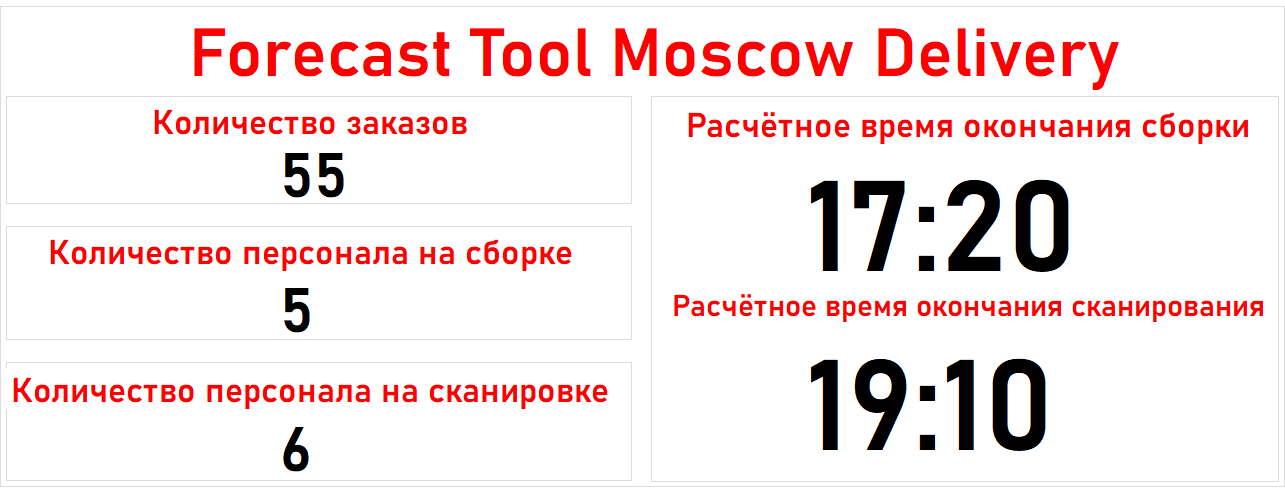 Forecast Tool Moscow Delivery
Количество заказов
55
Количество персонала на сборке
5
Количество персонала на сканировке
6
Расчётное время окончания сборки
17:20
Расчётное время окончания сканирования
19:10